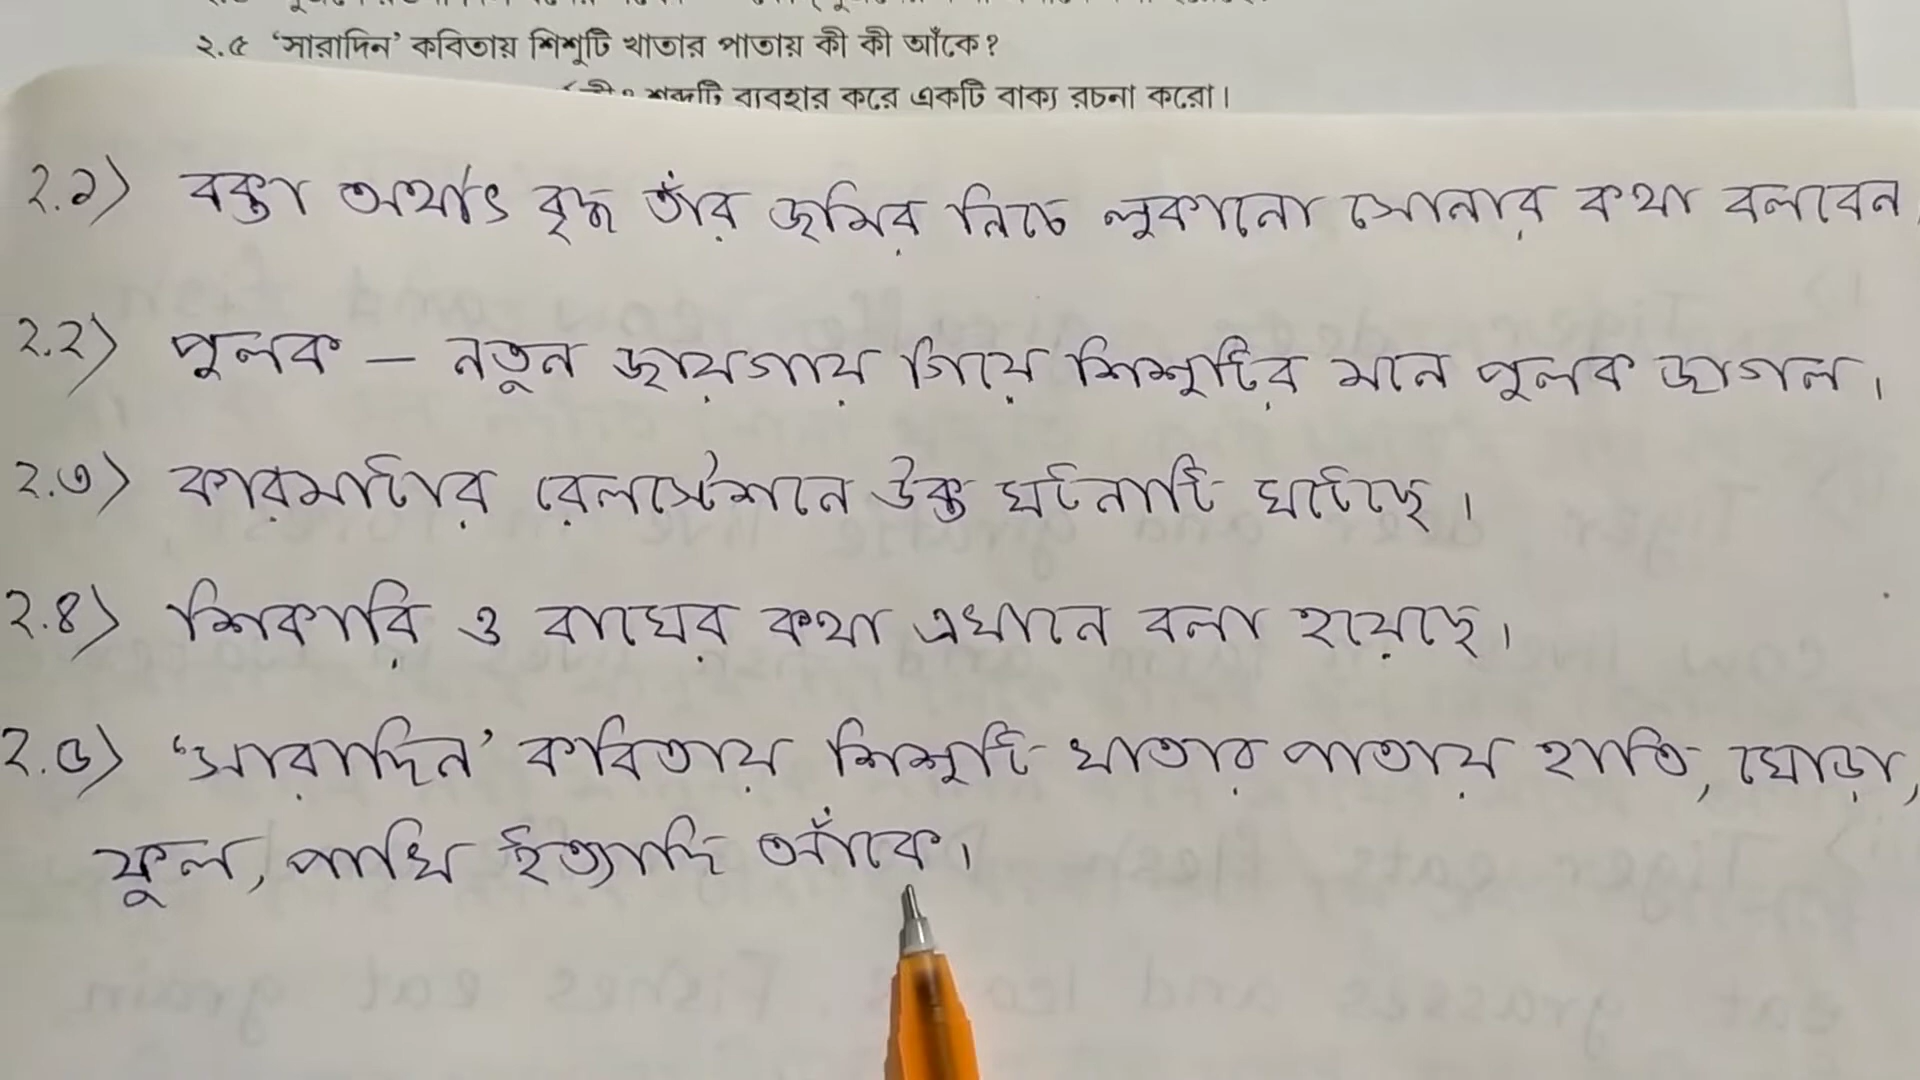 ২.৫ ‘সারাদিন’ কবিতায় শিশুটি খাতার পাতায় কী কী আঁকে?
শব্দটি ব্যবহার করে একটি বাক্য রচনা করো।
২.১) বক্তা অর্থাৎ বৃদ্ধ তাঁর জমির নিচে লুকানো সোনার কথা বলবেন
২.২) পুলক – নতুন জায়গায় গিয়ে শিশুটির মনে পুলক জাগল।
২.৩) কারমাটার রেলস্টেশনে উক্ত ঘটনাটি ঘটেছে।
২.৪) শিকারি ও বাঘের কথা এখানে বলা হয়েছে।
২.৫) ‘সারাদিন’ কবিতায় শিশুটি খাতার পাতায় হাতি, ঘোড়া,
ফুল, পাখি ইত্যাদি আঁকে।